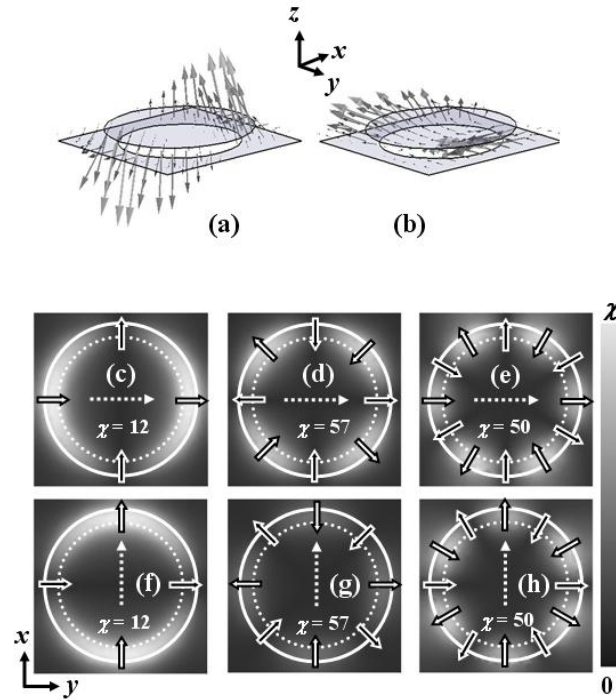 z
x
y
(a)
(b)
χ
(c)
(d)
(e)
χ = 12
χ = 57
χ = 50
(f)
(g)
(h)
χ = 12
χ = 57
χ = 50
x
y
0